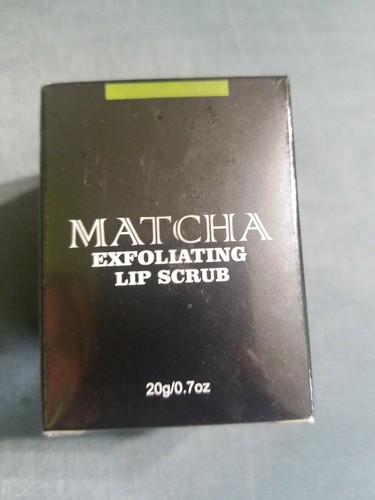 MATCHA
EXFOLIATING
LIP SCRUB
20g/0.7oz